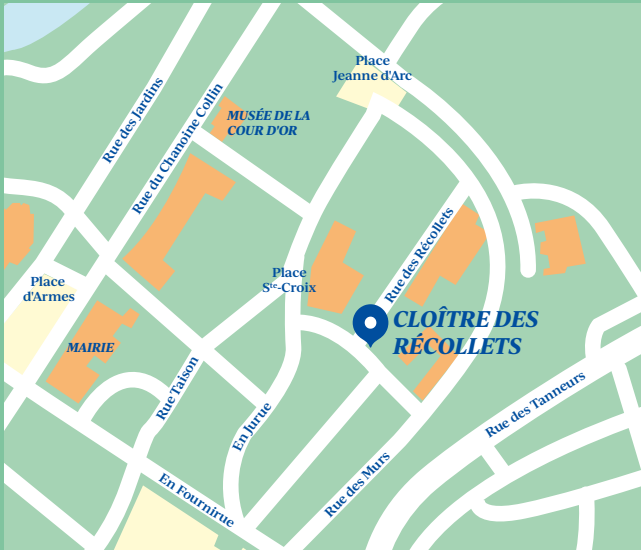 Place
Jeanne d'Arc
Rue des Jardins
Rue du Chanoine Collin
MUSÉE DE LA
COUR D'OR
Rue des Récollets
Place
Sᵗᵉ-Croix
Place
d'Armes
CLOÎTRE DES
RÉCOLLETS
MAIRIE
Rue Taison
En Jurue
Rue des Tanneurs
Rue des Murs
En Fournirue